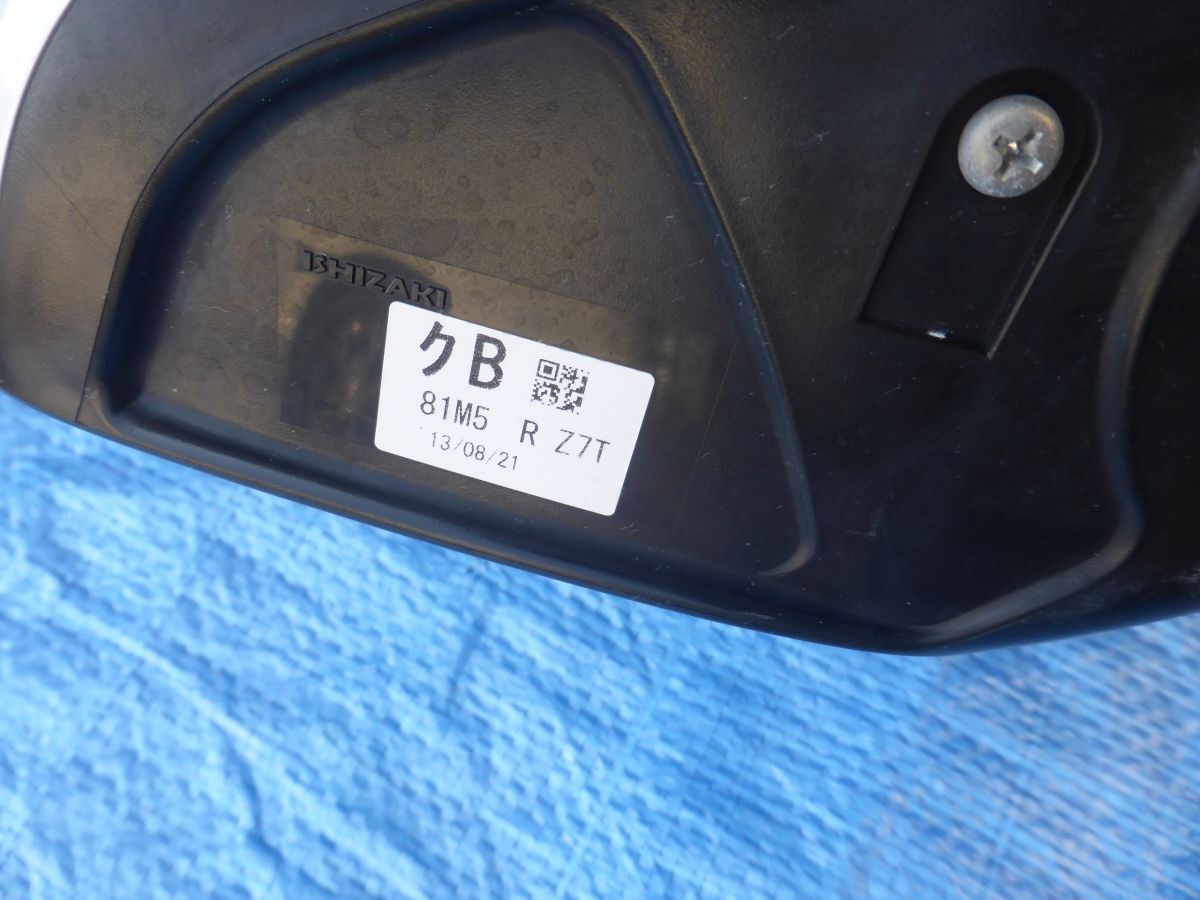 ISHIZAKI
クB
81M5 R Z7T
13/08/21